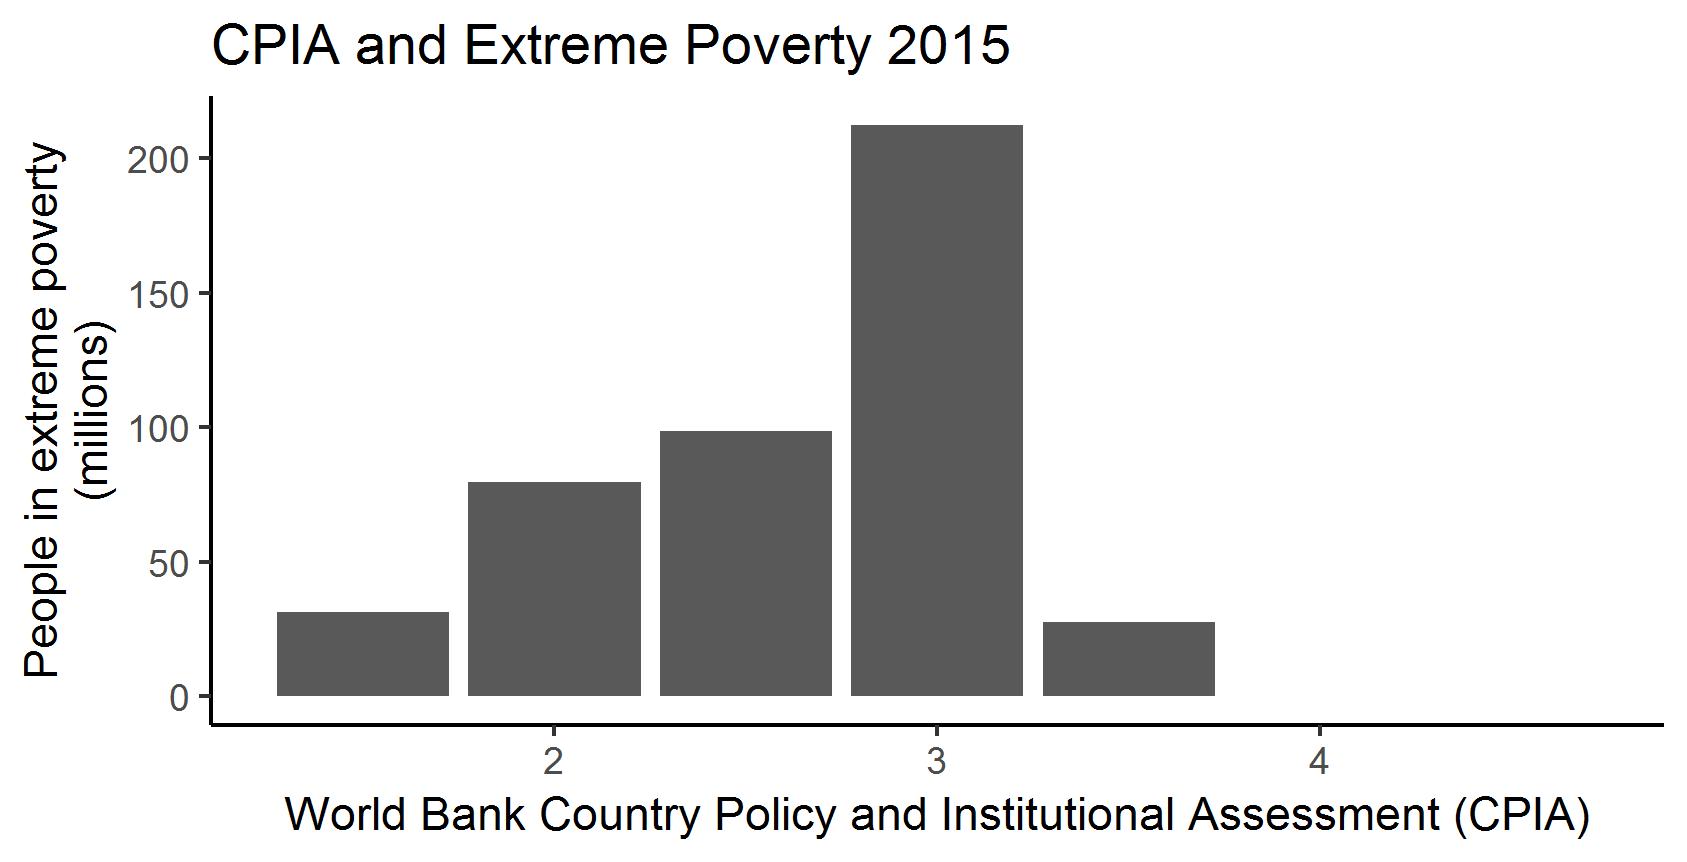 CPIA and Extreme Poverty 2015
People in extreme poverty
(millions)
200
150
100
50
0
2
3
4
World Bank Country Policy and Institutional Assessment (CPIA)